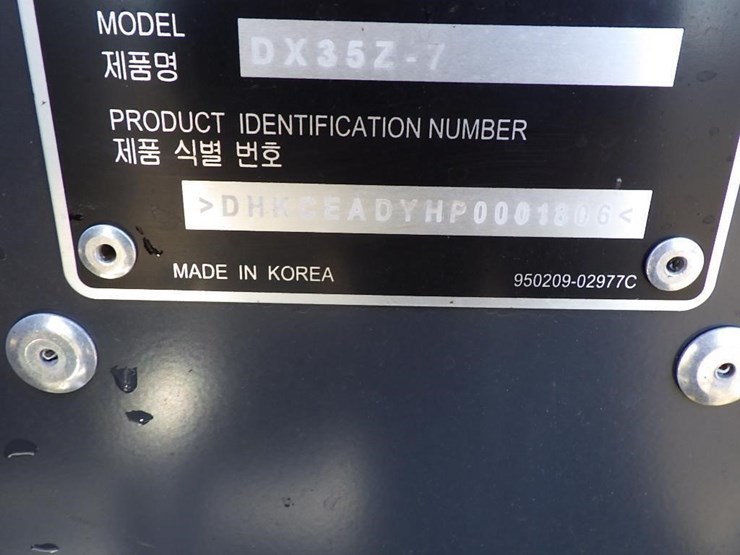 MODEL
제품명
DX35Z-7
PRODUCT IDENTIFICATION NUMBER
제품 식별 번호
>DHKCEADYHP0001806<
MADE IN KOREA
950209-02977C